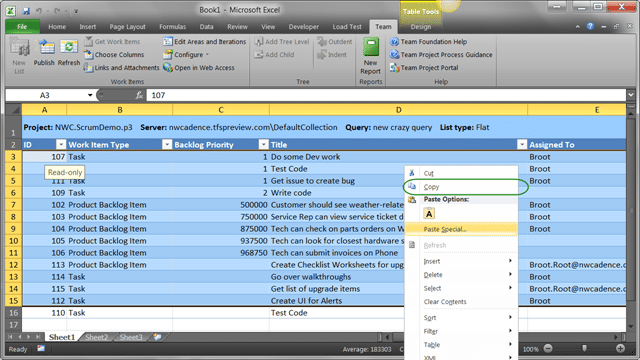 Book1 - Microsoft Excel
Table Tools
File Home Insert Page Layout Formulas Data Review View Developer Load Test Team Design
New List Publish Refresh
Get Work Items
Choose Columns
Links and Attachments
Edit Areas and Iterations
Configure
Open in Web Access
Work Items
Add Tree Level Outdent
Add Child Indent
Tree
New Report
Reports
Team Foundation Help
Team Project Process Guidance
Team Project Portal
Help
A3 fx 107
A B C D E
1 Project: NWC.ScrumDemo.p3 Server: nwcadence.tfspreview.com\DefaultCollection Query: new crazy query List type: Flat
2 ID Work Item Type Backlog Priority Title Assigned To
3 107 Task 1 Do some Dev work Broot
4 Read-only 1 Test Code Broot
5 111 Task 1 Get issue to create bug Broot
6 109 Task 2 Write code
7 102 Product Backlog Item 500000 Customer should see weather-rela
8 103 Product Backlog Item 750000 Service Rep can view service ticket d
9 104 Product Backlog Item 875000 Tech can check on parts orders on W
10 105 Product Backlog Item 937500 Tech can look for closest hardware s
11 106 Product Backlog Item 968750 Tech can submit invoices on Phone
12 113 Product Backlog Item Create Checklist Worksheets for upg Broot.Root@nwcadence.c
13 114 Task Go over walkthroughs Broot
14 115 Task Get list of upgrade items Broot
15 112 Task Create UI for Alerts Broot
16 110 Task Test Code
Cut
Copy
Paste Options:
A
Paste Special...
Refresh
Insert
Delete
Select
Clear Contents
Sort
Filter
Table
XML
Sheet1 Sheet2 Sheet3
Ready Average: 183303 100%